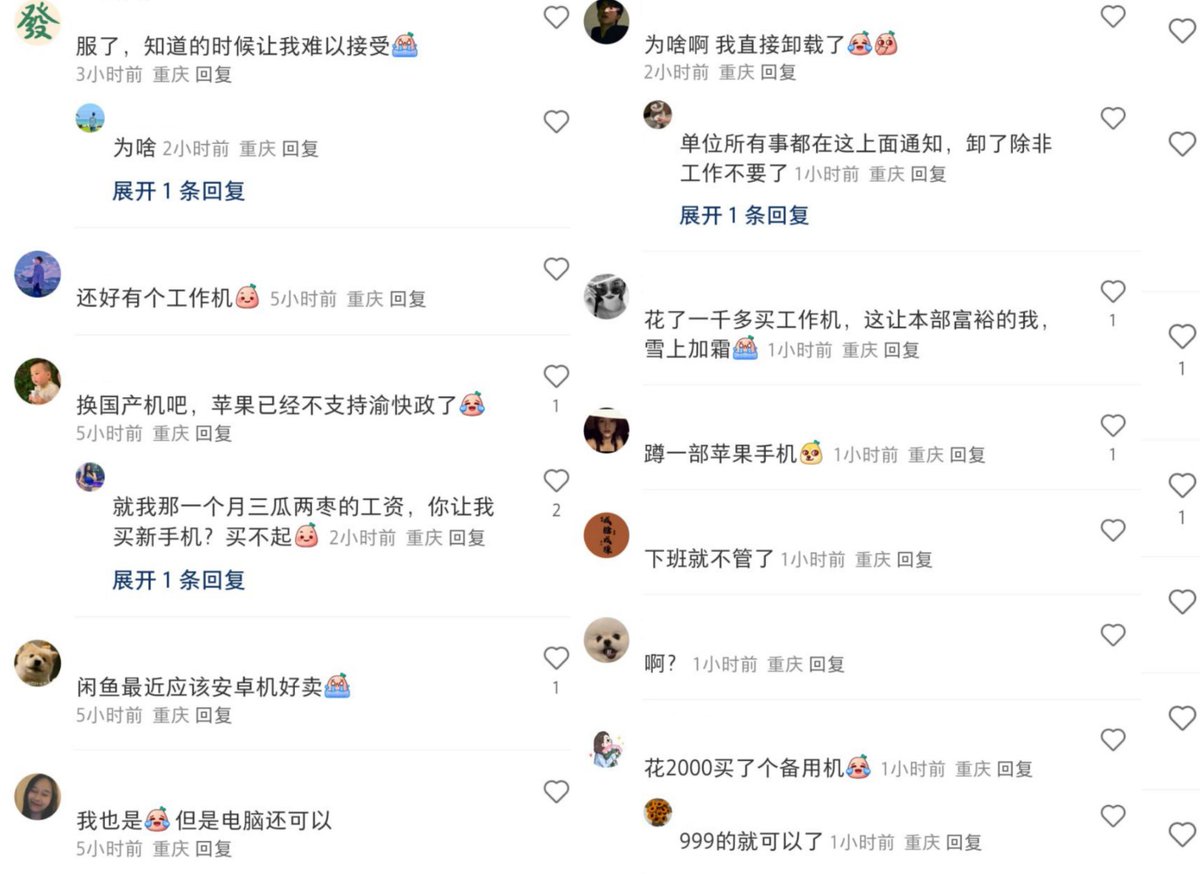 發
服了，知道的时候让我难以接受
3小时前 重庆 回复
为啥 2小时前 重庆 回复
展开 1 条回复
还好有个工作机 5小时前 重庆 回复
换国产机吧，苹果已经不支持渝快政了
1
5小时前 重庆 回复
就我那一个月三瓜两枣的工资，你让我
2
买新手机？买不起 2小时前 重庆 回复
展开 1 条回复
闲鱼最近应该安卓机好卖
1
5小时前 重庆 回复
我也是 但是电脑还可以
5小时前 重庆 回复
为啥啊 我直接卸载了
2小时前 重庆 回复
单位所有事都在这上面通知，卸了除非
工作不要了 1小时前 重庆 回复
展开 1 条回复
花了一千多买工作机，这让本部富裕的我，
1
雪上加霜 1小时前 重庆 回复
蹲一部苹果手机 1小时前 重庆 回复
1
下班就不管了 1小时前 重庆 回复
啊？ 1小时前 重庆 回复
花2000买了个备用机 1小时前 重庆 回复
999的就可以了 1小时前 重庆 回复
1
1